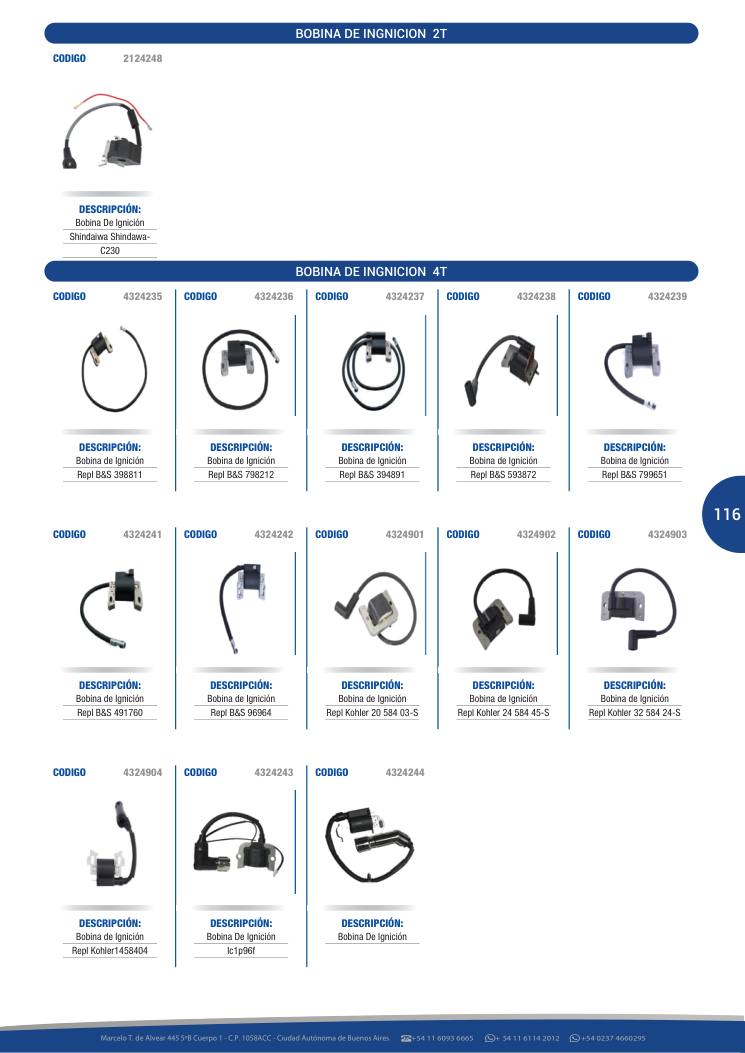 BOBINA DE INGNICION 2T
CODIGO 2124248
DESCRIPCIÓN:
Bobina De Ignición
Shindaiwa Shindawa-
C230
BOBINA DE INGNICION 4T
CODIGO 4324235
DESCRIPCIÓN:
Bobina de Ignición
Repl B&S 398811
CODIGO 4324236
DESCRIPCIÓN:
Bobina de Ignición
Repl B&S 798212
CODIGO 4324237
DESCRIPCIÓN:
Bobina de Ignición
Repl B&S 394891
CODIGO 4324238
DESCRIPCIÓN:
Bobina de Ignición
Repl B&S 593872
CODIGO 4324239
DESCRIPCIÓN:
Bobina de Ignición
Repl B&S 799651
116
CODIGO 4324241
DESCRIPCIÓN:
Bobina de Ignición
Repl B&S 491760
CODIGO 4324242
DESCRIPCIÓN:
Bobina de Ignición
Repl B&S 96964
CODIGO 4324901
DESCRIPCIÓN:
Bobina de Ignición
Repl Kohler 20 584 03-S
CODIGO 4324902
DESCRIPCIÓN:
Bobina de Ignición
Repl Kohler 24 584 45-S
CODIGO 4324903
DESCRIPCIÓN:
Bobina de Ignición
Repl Kohler 32 584 24-S
CODIGO 4324904
DESCRIPCIÓN:
Bobina de Ignición
Repl Kohler1458404
CODIGO 4324243
DESCRIPCIÓN:
Bobina De Ignición
lc1p96f
CODIGO 4324244
DESCRIPCIÓN:
Bobina De Ignición
Marcelo T. de Alvear 445 5ºB Cuerpo 1 - C.P. 1058ACC - Ciudad Autónoma de Buenos Aires. +54 11 6093 6665 + 54 11 6114 2012 +54 0237 4660295